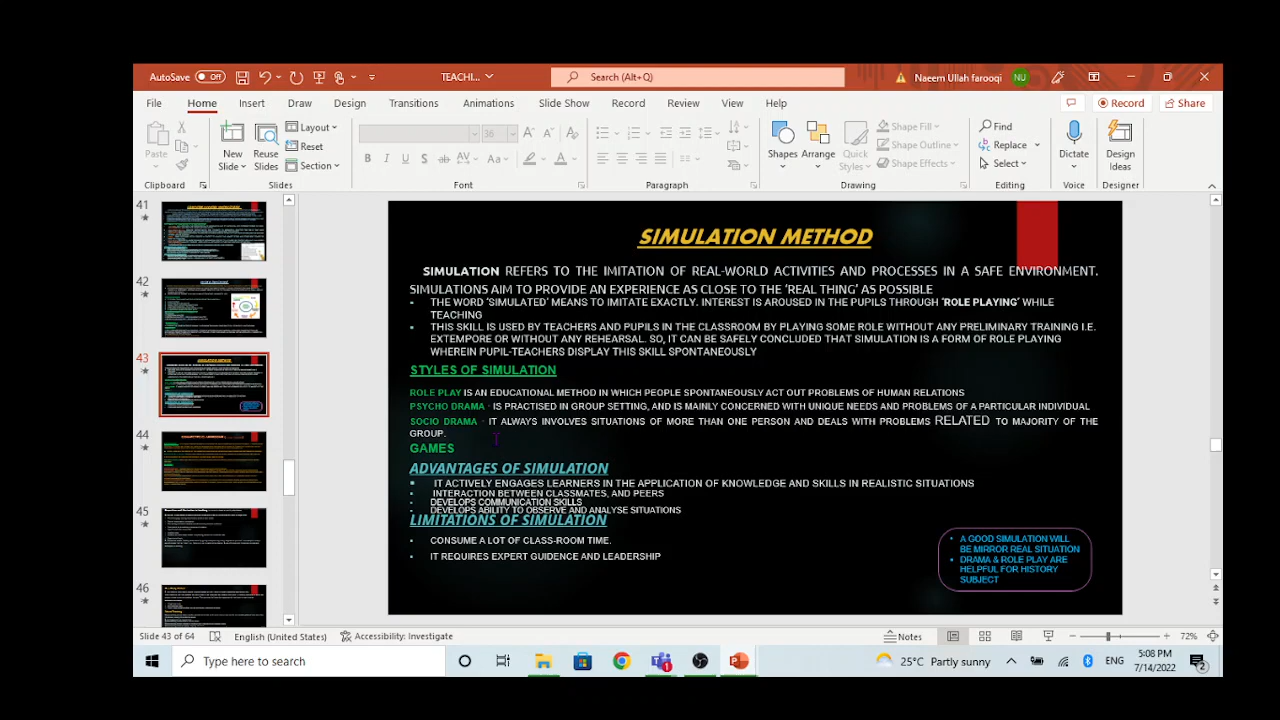 AutoSave Off TEACHI... Search (Alt+Q) Naeem Ullah farooqi NU
File Home Insert Draw Design Transitions Animations Slide Show Record Review View Help Record Share
Paste New Slide Reuse Slides Layout Reset Section 36 Shapes Arrange Quick Styles Shape Fill Shape Outline Shape Effects Find Replace Select Dictate Design Ideas
Clipboard Slides Font Paragraph Drawing Editing Voice Designer
41
42
43
44
45
46
SIMULATION METHOD
SIMULATION REFERS TO THE IMITATION OF REAL-WORLD ACTIVITIES AND PROCESSES IN A SAFE ENVIRONMENT.
SIMULATIONS AIM TO PROVIDE AN EXPERIENCE AS CLOSE TO THE 'REAL THING' AS POSSIBLE
THE WORD 'SIMULATED' MEANS TO IMITATE EXACTLY. INTEREST IS AROUSED IN THE PUPILS THROUGH 'ROLE PLAYING' WHILE
TEACHING
THE SKILL IS USED BY TEACHERS AND PUPILS IN THE CLASSROOM BY PLAYING SOME ROLE WITHOUT ANY PRELIMINARY TRAINING I.E.
EXTEMPORE OR WITHOUT ANY REHEARSAL. SO, IT CAN BE SAFELY CONCLUDED THAT SIMULATION IS A FORM OF ROLE PLAYING
WHEREIN PUPIL-TEACHERS DISPLAY THE SKILL SPONTANEOUSLY
STYLES OF SIMULATION
ROLE PLAY IS AN EDUCATIONAL METHOD IN WHICH PEOPLE SPONTANEOUSLY ACT OUT PROBLEMS OF HUMAN RELATIONS
PSYCHO DRAMA - IS PRACTISED IN GROUP SETTING, AND IS MAINLY CONCERNED WITH UNIQUE NEEDS AND PROBLEMS OF A PARTICULAR INDIVIDUAL
SOCIO DRAMA - IT ALWAYS INVOLVES SITUATIONS OF MORE THAN ONE PERSON AND DEALS WITH PROBLEMS RELATED TO MAJORITY OF THE
GROUP.
GAMES
ADVANTAGES OF SIMULATION
IT ACTIVELY ENGAGES LEARNERS IN THE APPLICATION OF KNOWLEDGE AND SKILLS IN REALISTIC SITUATIONS
INTERACTION BETWEEN CLASSMATES, AND PEERS
DEVELOPS COMMUNICATION SKILLS
DEVELOPS ABILITY TO OBSERVE AND ANALYSE SITUATIONS
LIMITATIONS OF SIMULATION
CONSUME A LOT OF CLASS-ROOM TIME.
IT REQUIRES EXPERT GUIDENCE AND LEADERSHIP
A GOOD SIMULATION WILL
BE MIRROR REAL SITUATION
DRAMA & ROLE PLAY ARE
HELPFUL FOR HISTORY
SUBJECT
Slide 43 of 64 English (United States) Accessibility: Investigate Notes 72%
Type here to search 25°C Partly sunny ENG 5:08 PM
7/14/2022